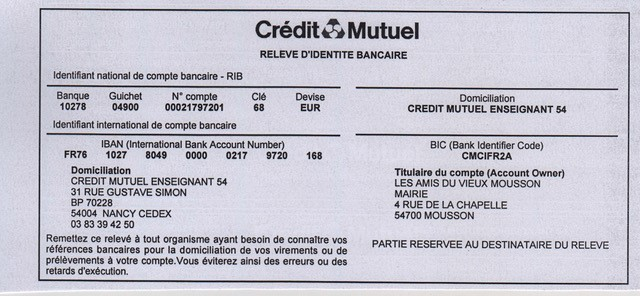 Crédit Mutuel
RELEVE D'IDENTITE BANCAIRE
Identifiant national de compte bancaire - RIB
Banque Guichet N° compte Clé Devise
10278 04900 00021797201 68 EUR
Domiciliation
CREDIT MUTUEL ENSEIGNANT 54
Identifiant international de compte bancaire
IBAN (International Bank Account Number)
FR76 1027 8049 0000 0217 9720 168
BIC (Bank Identifier Code)
CMCIFR2A
Domiciliation
CREDIT MUTUEL ENSEIGNANT 54
31 RUE GUSTAVE SIMON
BP 70228
54004 NANCY CEDEX
03 83 39 42 50
Titulaire du compte (Account Owner)
LES AMIS DU VIEUX MOUSSON
MAIRIE
4 RUE DE LA CHAPELLE
54700 MOUSSON
Remettez ce relevé à tout organisme ayant besoin de connaître vos
références bancaires pour la domiciliation de vos virements ou de
prélèvements à votre compte.Vous éviterez ainsi des erreurs ou des
retards d'exécution.
PARTIE RESERVEE AU DESTINATAIRE DU RELEVE